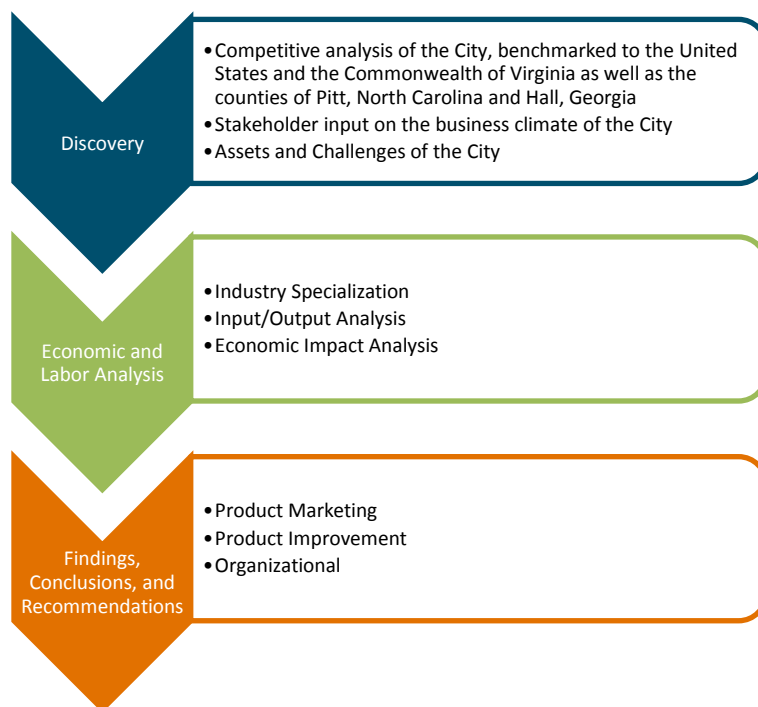 Discovery
•Competitive analysis of the City, benchmarked to the United
States and the Commonwealth of Virginia as well as the
counties of Pitt, North Carolina and Hall, Georgia
•Stakeholder input on the business climate of the City
•Assets and Challenges of the City
Economic and
Labor Analysis
•Industry Specialization
•Input/Output Analysis
•Economic Impact Analysis
Findings,
Conclusions, and
Recommendations
•Product Marketing
•Product Improvement
•Organizational